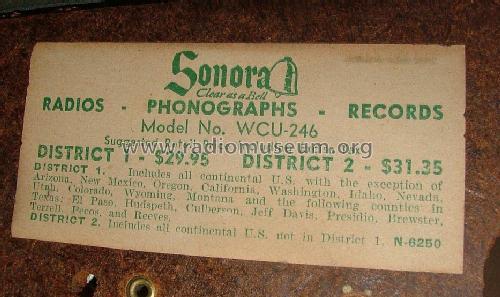 Sonora
Clear as a Bell
RADIOS - PHONOGRAPHS - RECORDS
Model No. WCU-246
www.radiomuseum.org
DISTRICT 1 - $29.95 DISTRICT 2 - $31.35
DISTRICT 1. Includes all continental U.S. with the exception of
Arizona, New Mexico, Oregon, California, Washington, Idaho, Nevada,
Utah, Colorado, Wyoming, Montana and the following counties in
Texas: El Paso, Hudspeth, Culberson, Jeff Davis, Presidio, Brewster,
Terrell, Pecos, and Reeves.
DISTRICT 2. Includes all continental U.S. not in District 1. N-6250